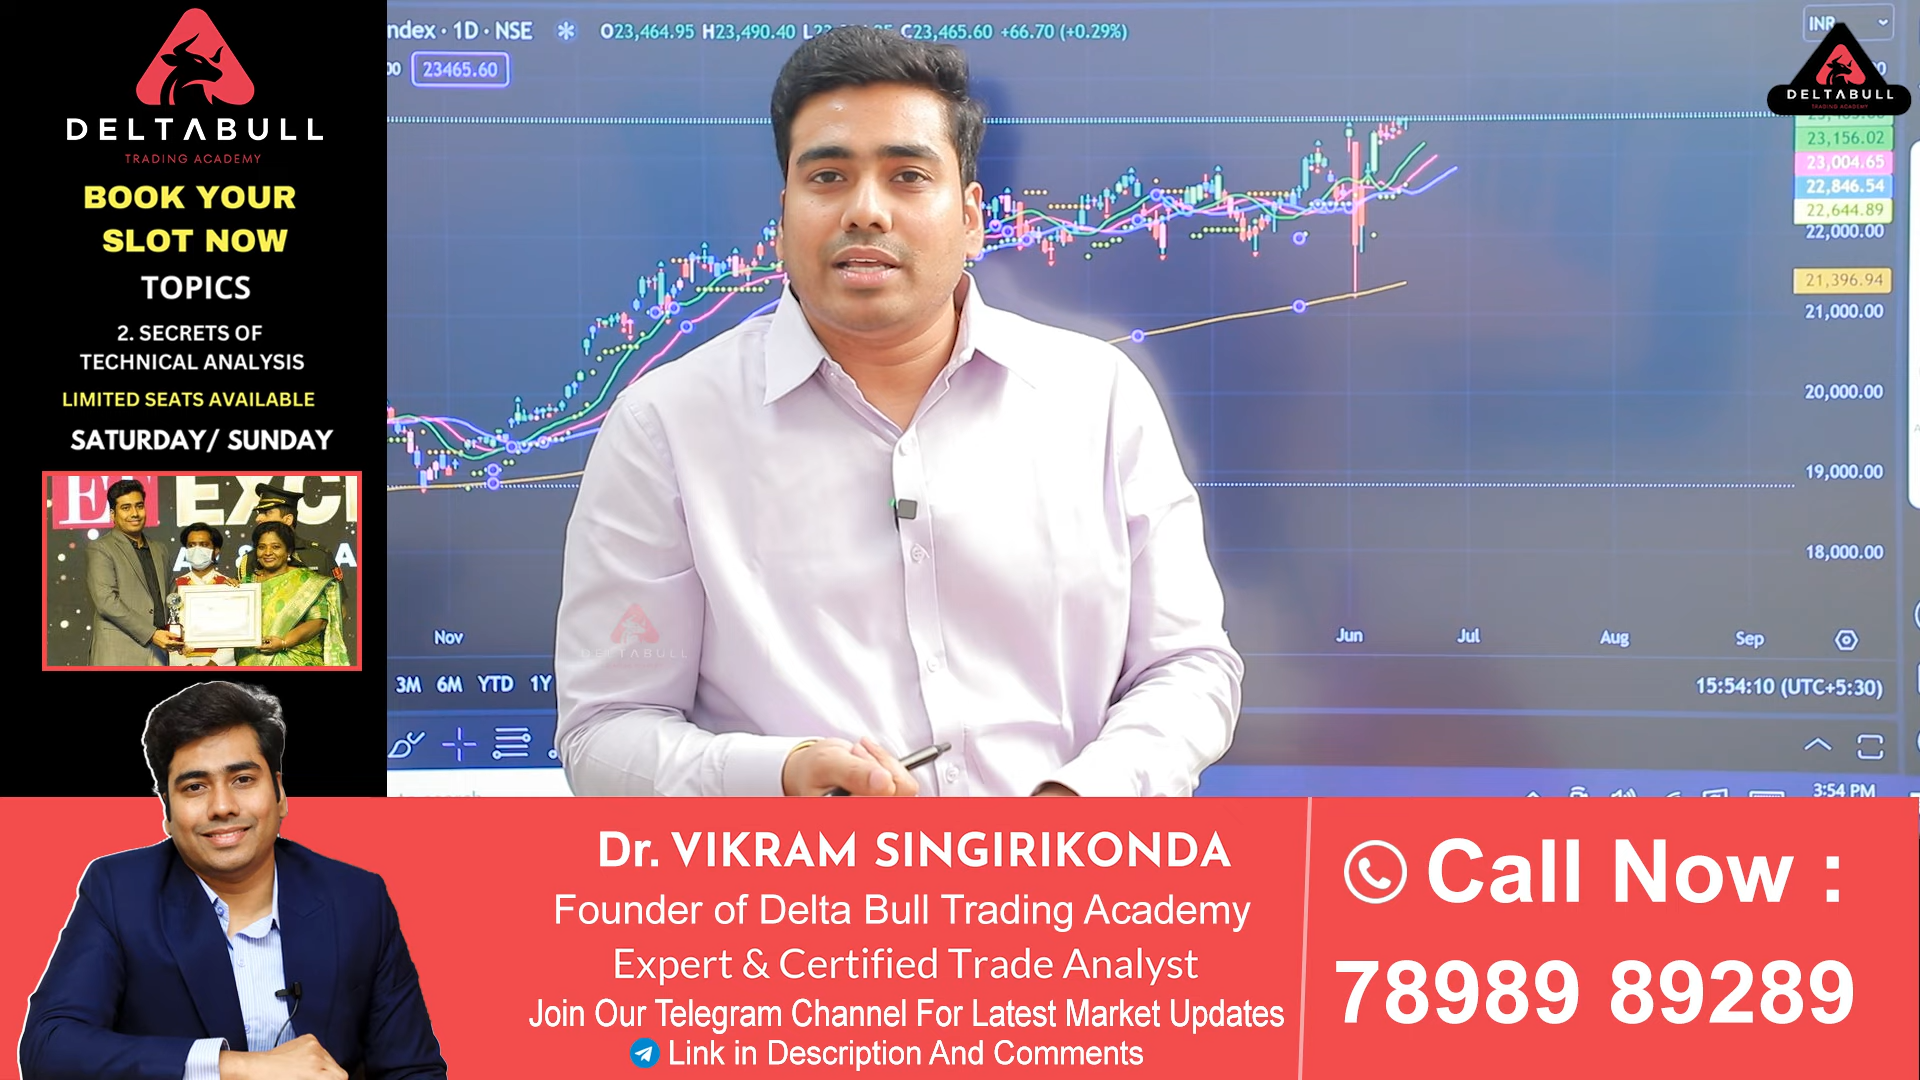 DELTABULL
TRADING ACADEMY
BOOK YOUR
SLOT NOW
TOPICS
2. SECRETS OF
TECHNICAL ANALYSIS
LIMITED SEATS AVAILABLE
SATURDAY/ SUNDAY
ndex · 1D · NSE O23,464.95 H23,490.40 C23,465.60 +66.70 (+0.29%)
23465.60
INR
DELTABULL
TRADING ACADEMY
23,156.02
23,004.65
22,846.54
22,644.89
22,000.00
21,396.94
21,000.00
20,000.00
19,000.00
18,000.00
Nov Jun Jul Aug Sep
3M 6M YTD 1Y
15:54:10 (UTC+5:30)
3:54 PM
DELTABULL
Dr. VIKRAM SINGIRIKONDA
Founder of Delta Bull Trading Academy
Expert & Certified Trade Analyst
Join Our Telegram Channel For Latest Market Updates
Link in Description And Comments
Call Now :
78989 89289